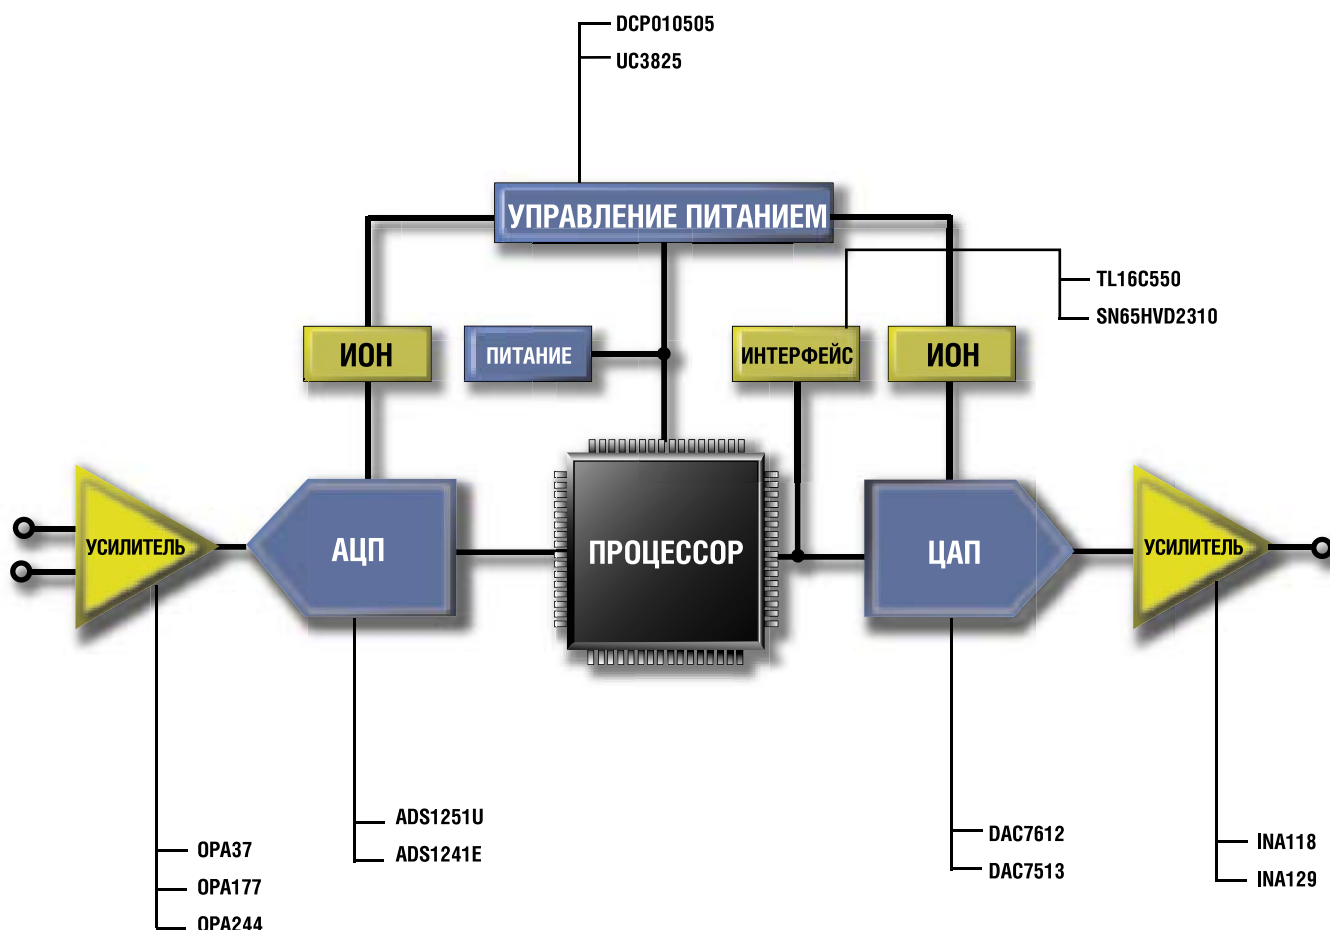 DCP010505
UC3825
УПРАВЛЕНИЕ ПИТАНИЕМ
TL16C550
SN65HVD2310
ИОН
ПИТАНИЕ
ИНТЕРФЕЙС
ИОН
УСИЛИТЕЛЬ
АЦП
ПРОЦЕССОР
ЦАП
УСИЛИТЕЛЬ
ADS1251U
ADS1241E
OPA37
OPA177
OPA244
DAC7612
DAC7513
INA118
INA129